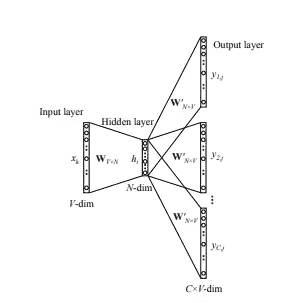 Output layer
y₁,ⱼ
W'N×V
Input layer
Hidden layer
xₖ
WV×N
hᵢ
W'N×V
y₂,ⱼ
V-dim
N-dim
W'N×V
yC,ⱼ
C×V-dim